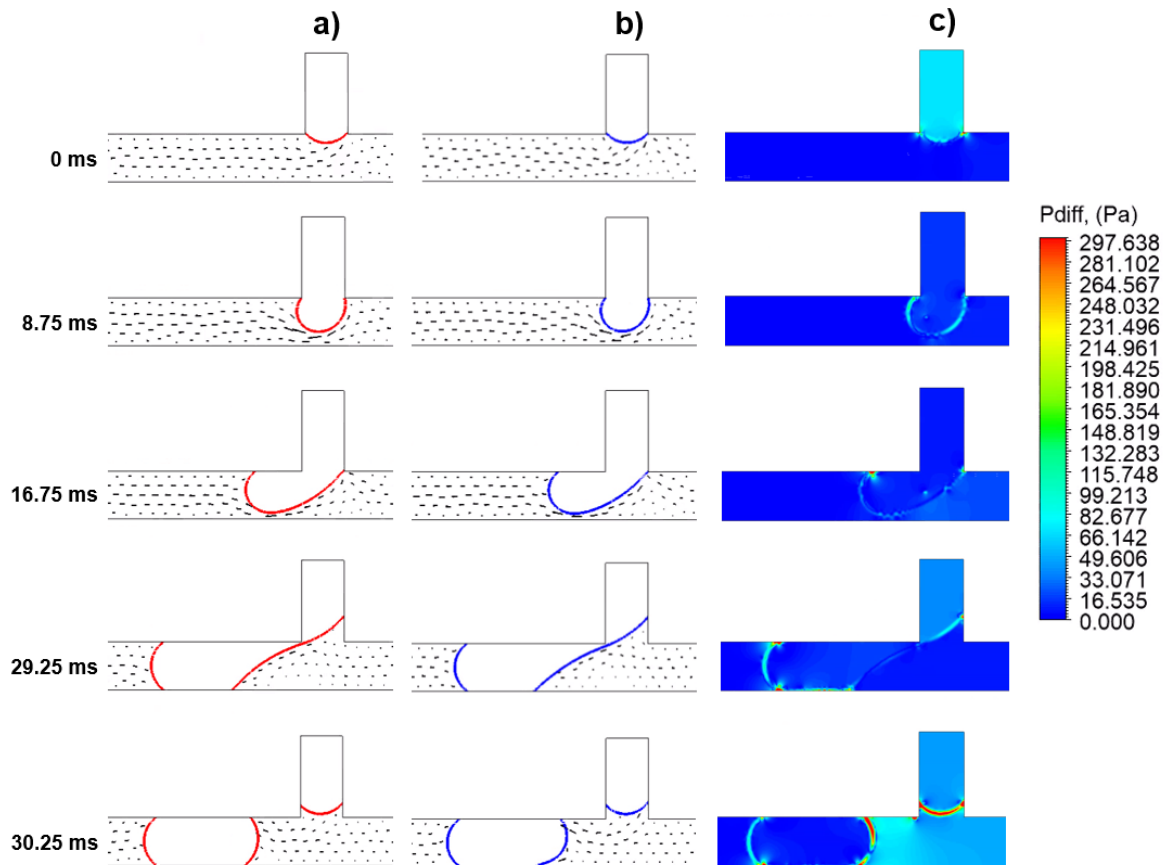 a)
b)
c)
0 ms
8.75 ms
16.75 ms
29.25 ms
30.25 ms
Pdiff, (Pa)
297.638
281.102
264.567
248.032
231.496
214.961
198.425
181.890
165.354
148.819
132.283
115.748
99.213
82.677
66.142
49.606
33.071
16.535
0.000